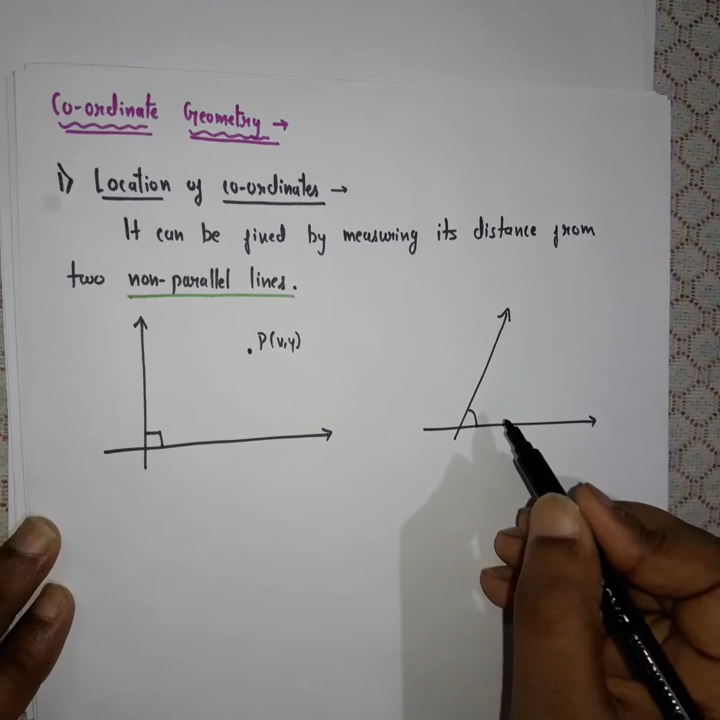 Co-ordinate Geometry →
i) Location of co-ordinates →
It can be fixed by measuring its distance from
two non-parallel lines.
P(x,y)